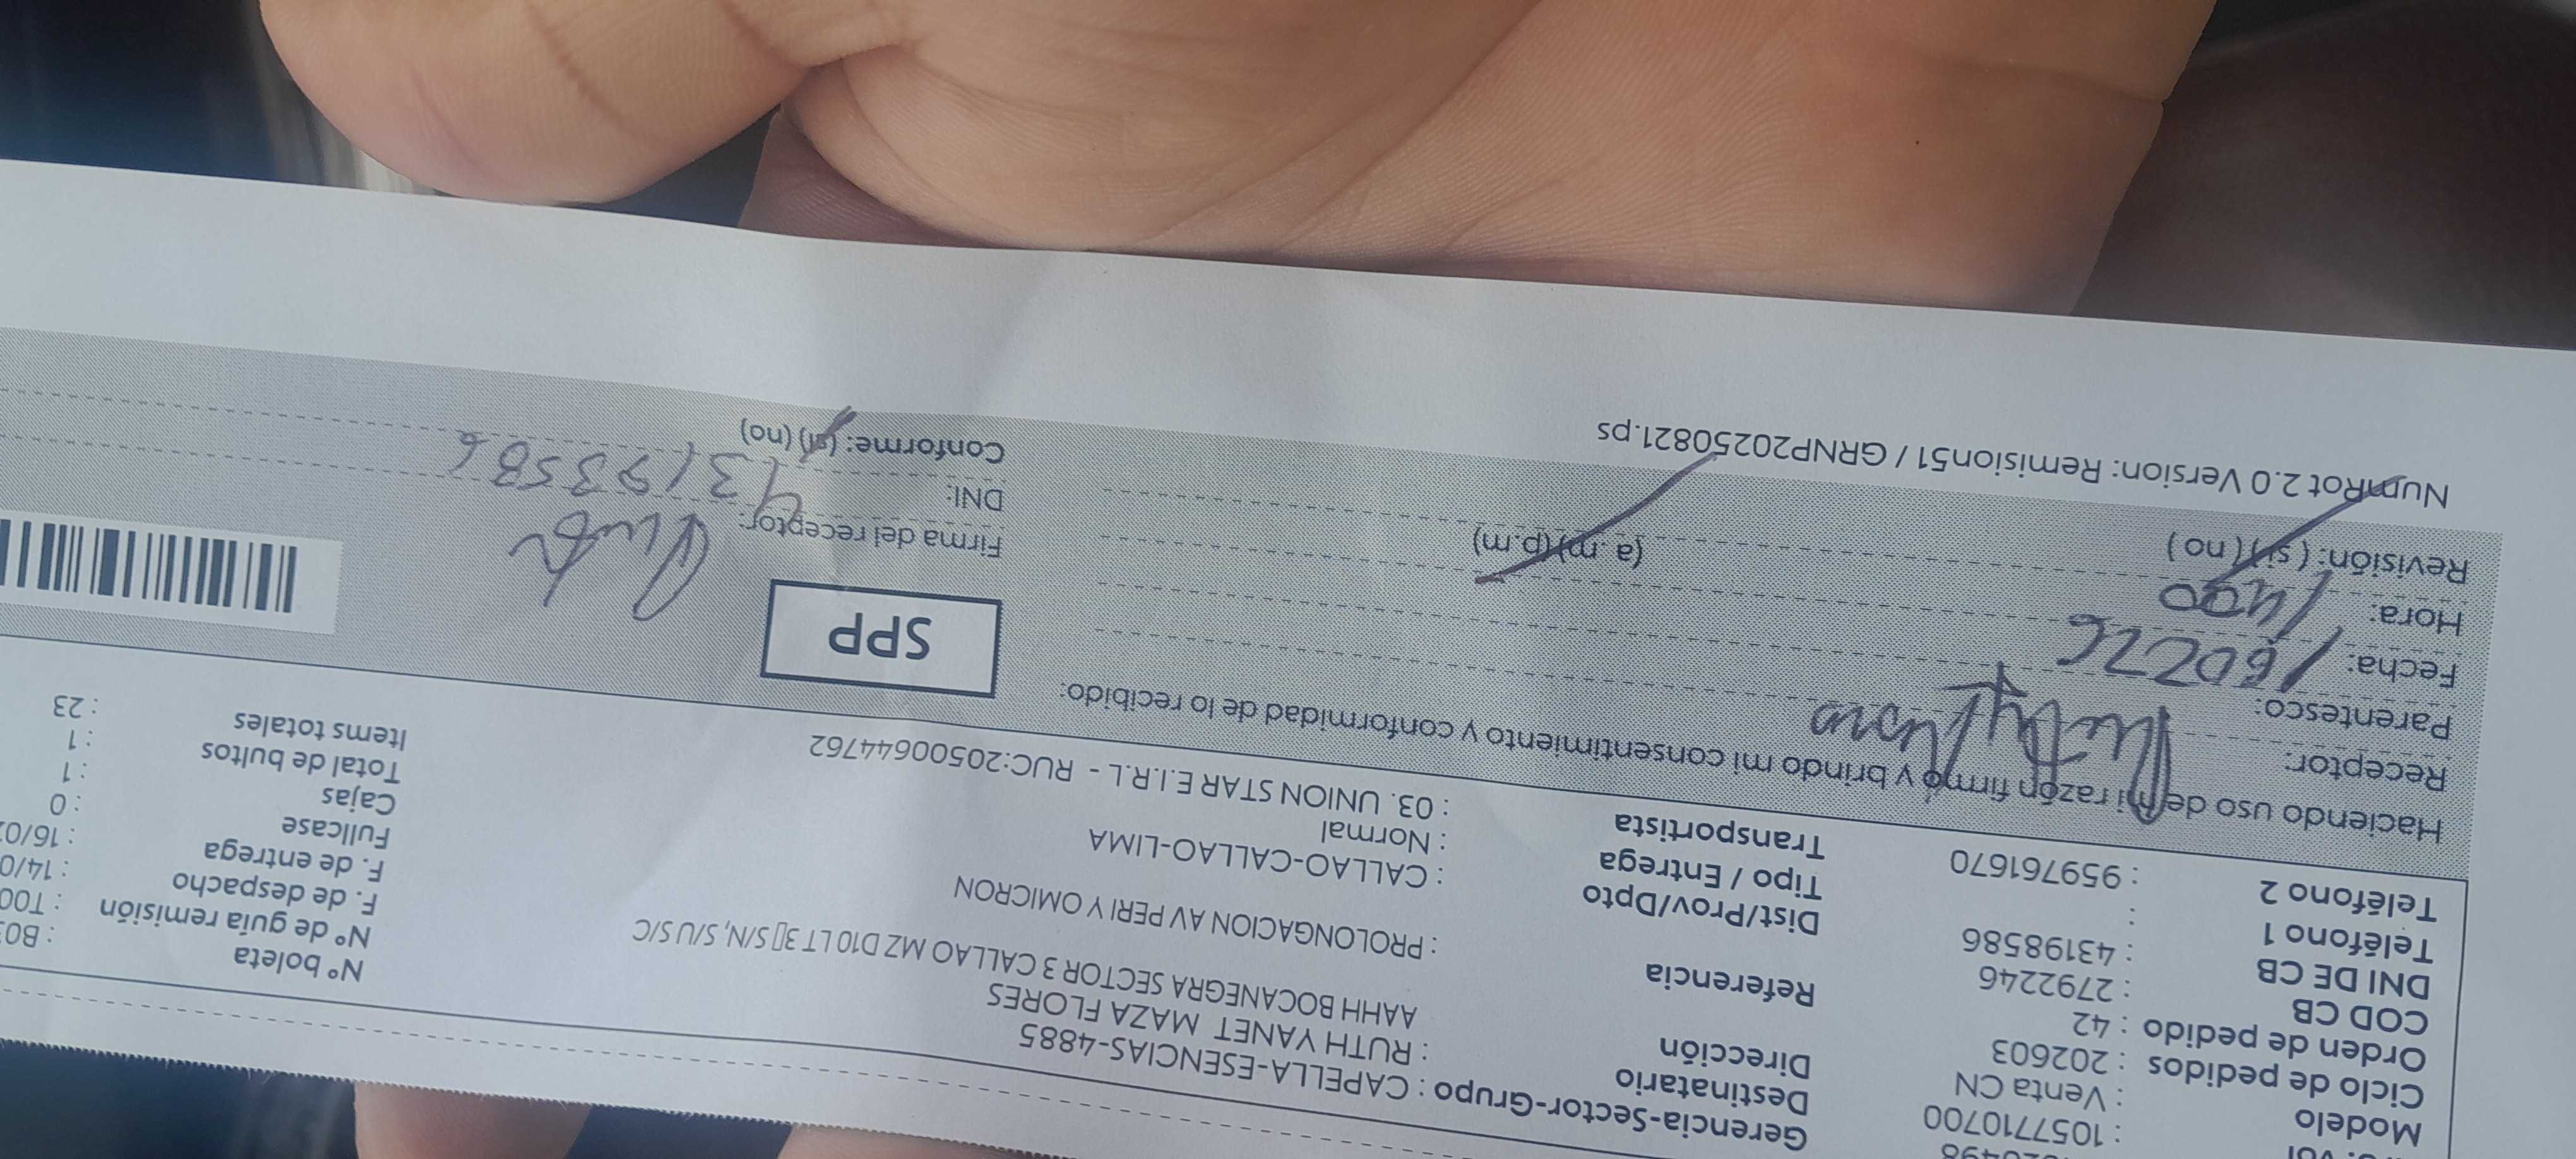 : 1057710700
Modelo : Venta CN
Ciclo de pedidos : 202603
Orden de pedido : 42
COD CB : 2792246
DNI DE CB : 43198586
Teléfono 1 :
Teléfono 2 : 959761670
Gerencia-Sector-Grupo : CAPELLA-ESENCIAS-4885
Destinatario : RUTH YANET MAZA FLORES
Dirección AAHH BOCANEGRA SECTOR 3 CALLAO MZ D10 LT 3▯ S/N, S/U S/C
Referencia : PROLONGACION AV PERI Y OMICRON
Dist/Prov/Dpto : CALLAO-CALLAO-LIMA
Tipo / Entrega : Normal
Transportista : 03. UNION STAR E.I.R.L - RUC:20500644762
Nº boleta
Nº de guía remisión
F. de despacho
F. de entrega
Fullcase : 0
Cajas : 1
Total de bultos : 1
Items totales : 23
Haciendo uso de mi razón firmo y brindo mi consentimiento y conformidad de lo recibido:
Receptor:
Parentesco:
Fecha:
Hora: 1400 (a.m) (p.m)
Revisión: (si) (no)
SPP
Firma del receptor:
DNI:
Conforme: (si) (no)
NumRot 2.0 Version: Remision51 / GRNP20250821.ps